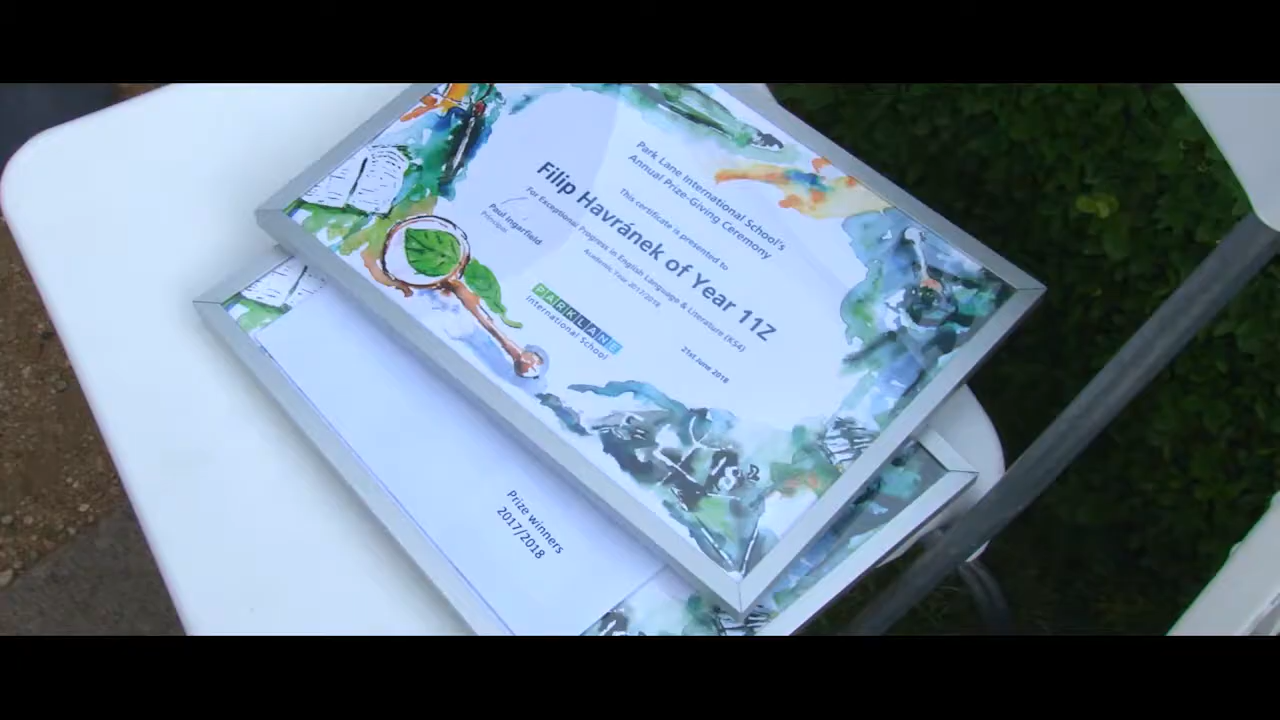 Park Lane International School's
Annual Prize-Giving Ceremony
This certificate is presented to
Filip Havránek of Year 11Z
For Exceptional Progress in English Language & Literature (KS4)
Academic Year 2017/2018
Paul Ingarfield
Principal
21st June 2018
PARKLANE
International School
Prize winners
2017/2018